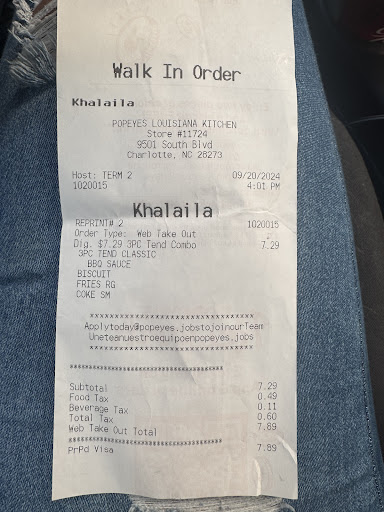 Walk In Order
Khalaila
POPEYES LOUISIANA KITCHEN
Store #11724
9501 South Blvd
Charlotte, NC 28273
Host: TERM 2 09/20/2024
1020015 4:01 PM
Khalaila
REPRINT# 2 1020015
Order Type: Web Take Out
Dig. $7.29 3PC Tend Combo 7.29
3PC TEND CLASSIC
BBQ SAUCE
BISCUIT
FRIES RG
COKE SM
***********************************
Applytoday@popeyes.jobstojoinourTeam
Uneteanuestroequipoenpopeyes.jobs
***********************************
***********************************
Subtotal 7.29
Food Tax 0.49
Beverage Tax 0.11
Total Tax 0.60
Web Take Out Total 7.89
***********************************
PrPd Visa 7.89